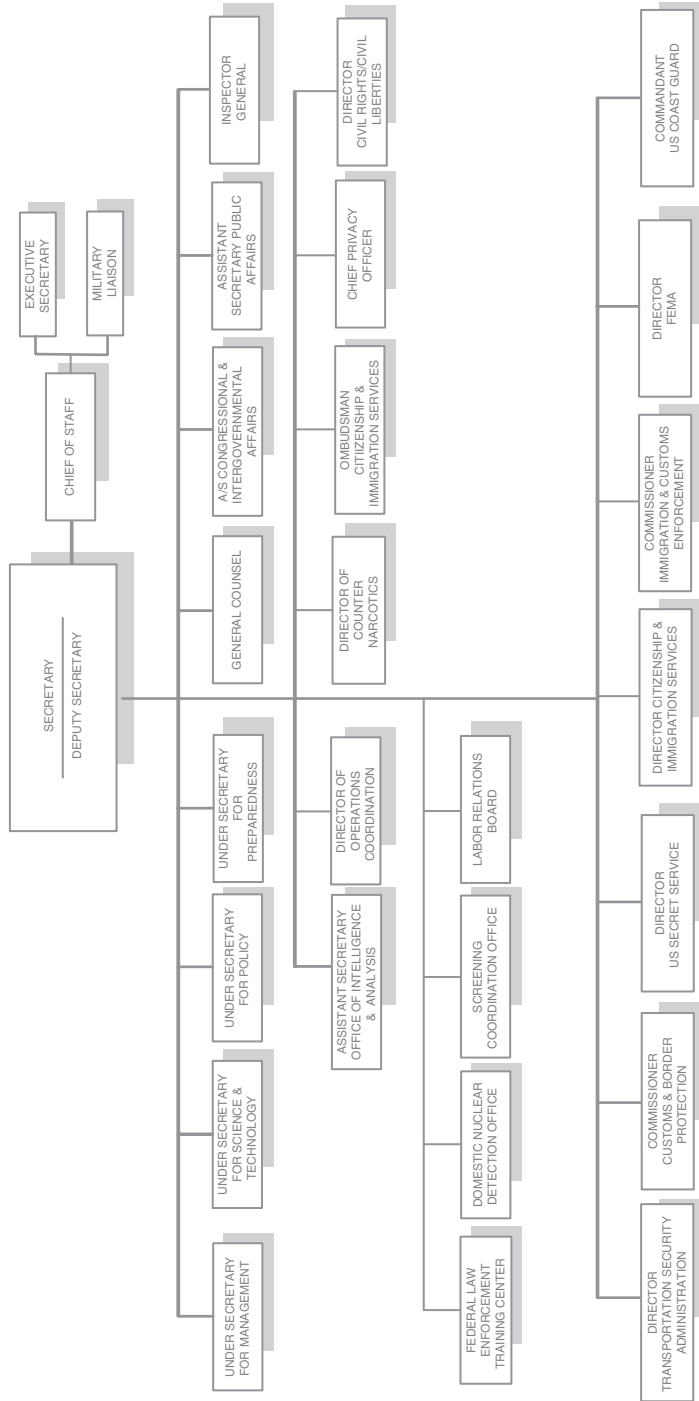 SECRETARY
DEPUTY SECRETARY
CHIEF OF STAFF
EXECUTIVE
SECRETARY
MILITARY
LIAISON
UNDER SECRETARY
FOR MANAGEMENT
UNDER SECRETARY
FOR SCIENCE &
TECHNOLOGY
UNDER SECRETARY
FOR POLICY
UNDER SECRETARY
FOR
PREPAREDNESS
GENERAL COUNSEL
A/S CONGRESSIONAL &
INTERGOVERNMENTAL
AFFAIRS
ASSISTANT
SECRETARY PUBLIC
AFFAIRS
INSPECTOR
GENERAL
ASSISTANT SECRETARY
OFFICE OF INTELLIGENCE
& ANALYSIS
DIRECTOR OF
OPERATIONS
COORDINATION
DIRECTOR OF
COUNTER
NARCOTICS
OMBUDSMAN
CITIZENSHIP &
IMMIGRATION SERVICES
CHIEF PRIVACY
OFFICER
DIRECTOR
CIVIL RIGHTS/CIVIL
LIBERTIES
FEDERAL LAW
ENFORCEMENT
TRAINING CENTER
DOMESTIC NUCLEAR
DETECTION OFFICE
SCREENING
COORDINATION OFFICE
LABOR RELATIONS
BOARD
DIRECTOR
TRANSPORTATION SECURITY
ADMINISTRATION
COMMISSIONER
CUSTOMS & BORDER
PROTECTION
DIRECTOR
US SECRET SERVICE
DIRECTOR CITIZENSHIP &
IMMIGRATION SERVICES
COMMISSIONER
IMMIGRATION & CUSTOMS
ENFORCEMENT
DIRECTOR
FEMA
COMMANDANT
US COAST GUARD